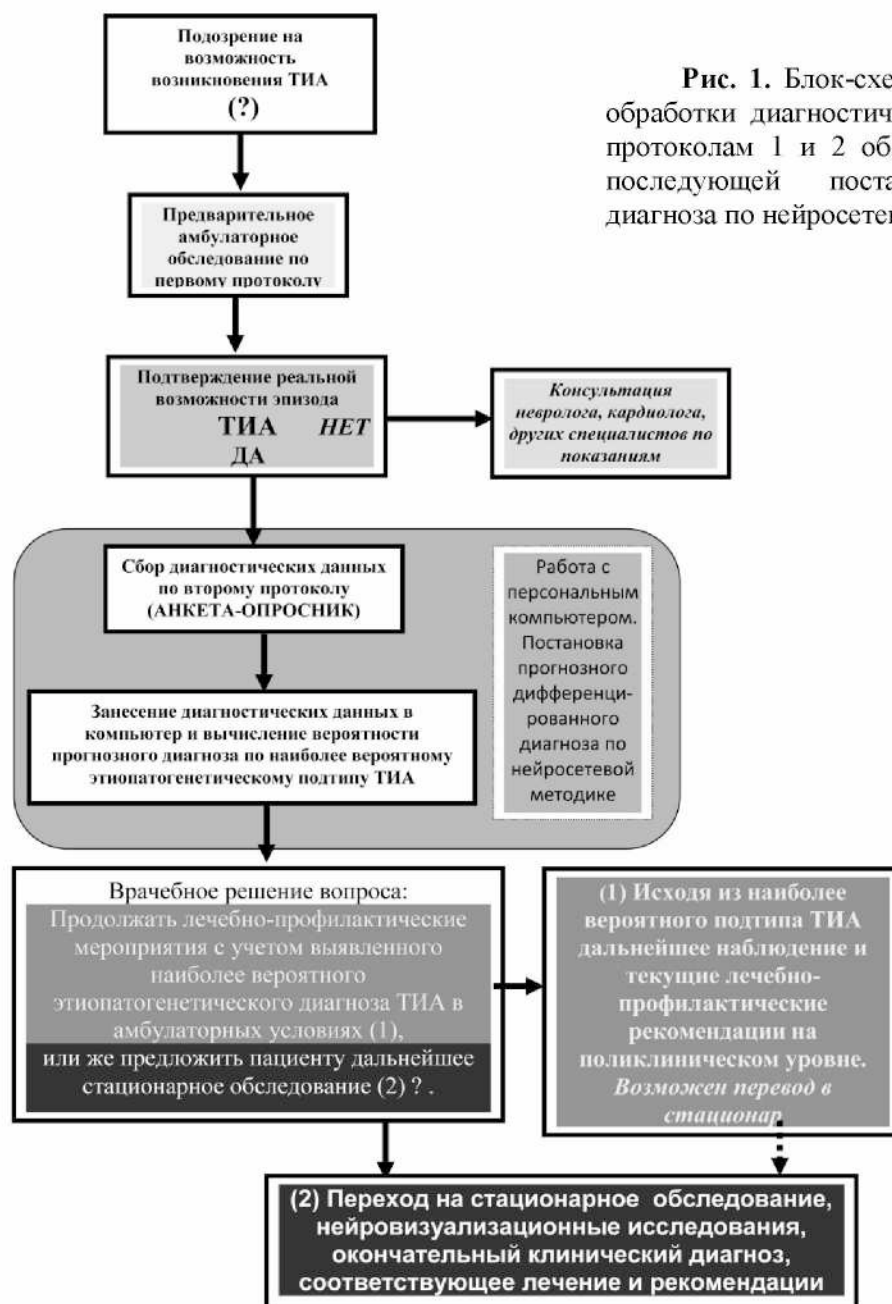 Подозрение на
возможность
возникновения ТИА
(?)
Рис. 1. Блок-схе
обработки диагностич
протоколам 1 и 2 об
последующей поста
диагноза по нейросете
Предварительное
амбулаторное
обследование по
первому протоколу
Подтверждение реальной
возможности эпизода
ТИА НЕТ
ДА
Консультация
невролога, кардиолога,
других специалистов по
показаниям
Сбор диагностических данных
по второму протоколу
(АНКЕТА-ОПРОСНИК)
Занесение диагностических данных в
компьютер и вычисление вероятности
прогнозного диагноза по наиболее вероятному
этиопатогенетическому подтипу ТИА
Работа с
персональным
компьютером.
Постановка
прогнозного
дифференци-
рованного
диагноза по
нейросетевой
методике
Врачебное решение вопроса:
Продолжать лечебно-профилактические
мероприятия с учетом выявленного
наиболее вероятного
этиопатогенетического диагноза ТИА в
амбулаторных условиях (1),
или же предложить пациенту дальнейшее
стационарное обследование (2) ? .
(1) Исходя из наиболее
вероятного подтипа ТИА
дальнейшее наблюдение и
текущие лечебно-
профилактические
рекомендации на
поликлиническом уровне.
Возможен перевод в
стационар
(2) Переход на стационарное обследование,
нейровизуализационные исследования,
окончательный клинический диагноз,
соответствующее лечение и рекомендации